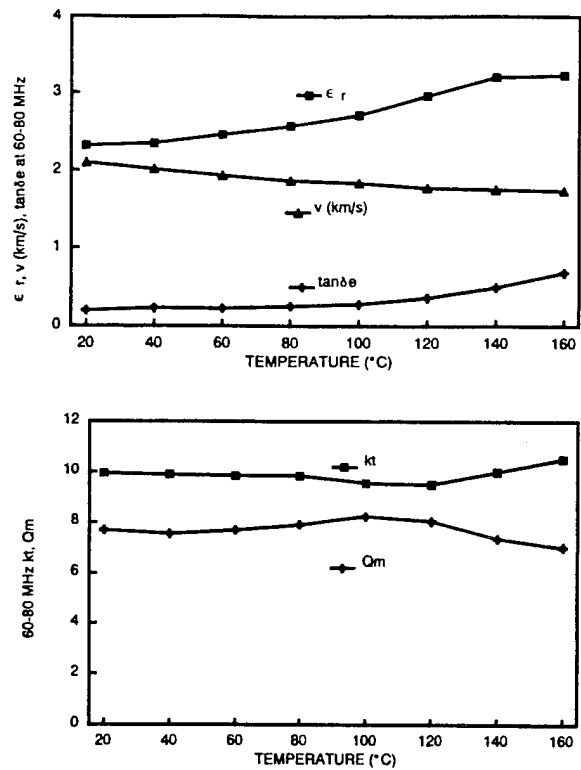 4
3
2
1
0
ϵ r, v (km/s), tanδe at 60-80 MHz
ϵ r
v (km/s)
tanδe
20 40 60 80 100 120 140 160
TEMPERATURE (°C)
12
10
8
6
4
2
0
60-80 MHz kt, Qm
kt
Qm
20 40 60 80 100 120 140 160
TEMPERATURE (°C)